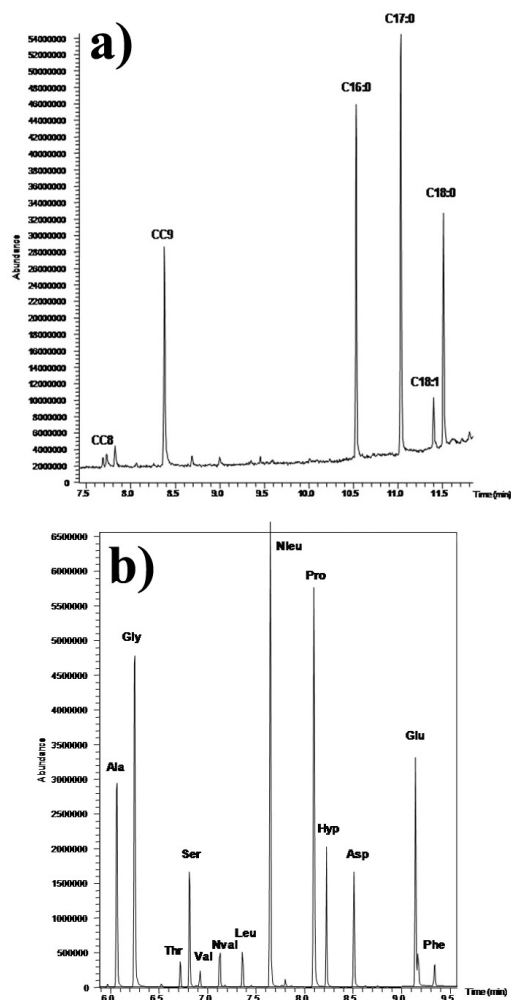 a)
C17:0
C16:0
C18:0
CC9
C18:1
CC8
Abundance
54000000
52000000
50000000
48000000
46000000
44000000
42000000
40000000
38000000
36000000
34000000
32000000
30000000
28000000
26000000
24000000
22000000
20000000
18000000
16000000
14000000
12000000
10000000
8000000
6000000
4000000
2000000
0
7.5 8.0 8.5 9.0 9.5 10.0 10.5 11.0 11.5 Time (min)
b)
Nleu
Pro
Gly
Glu
Ala
Hyp
Ser
Asp
Leu
Thr
Val
Nval
Phe
Abundance
6500000
6000000
5500000
5000000
4500000
4000000
3500000
3000000
2500000
2000000
1500000
1000000
500000
0
6.0 6.5 7.0 7.5 8.0 8.5 9.0 9.5 Time (min)